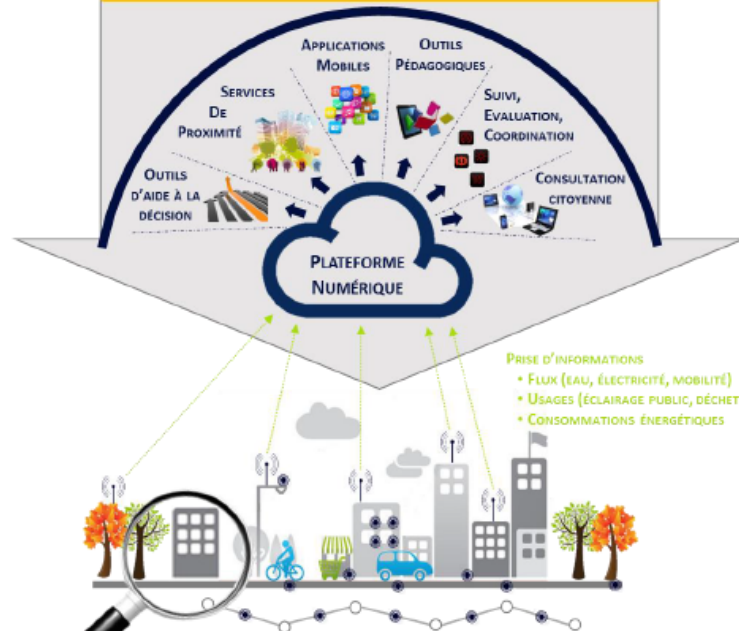 APPLICATIONS
MOBILES
OUTILS
PÉDAGOGIQUES
SERVICES
DE
PROXIMITÉ
SUIVI,
EVALUATION,
COORDINATION
OUTILS
D'AIDE À LA
DÉCISION
CONSULTATION
CITOYENNE
PLATEFORME
NUMÉRIQUE
PRISE D'INFORMATIONS
• FLUX (EAU, ÉLECTRICITÉ, MOBILITÉ)
• USAGES (ÉCLAIRAGE PUBLIC, DÉCHET
• CONSOMMATIONS ÉNERGÉTIQUES